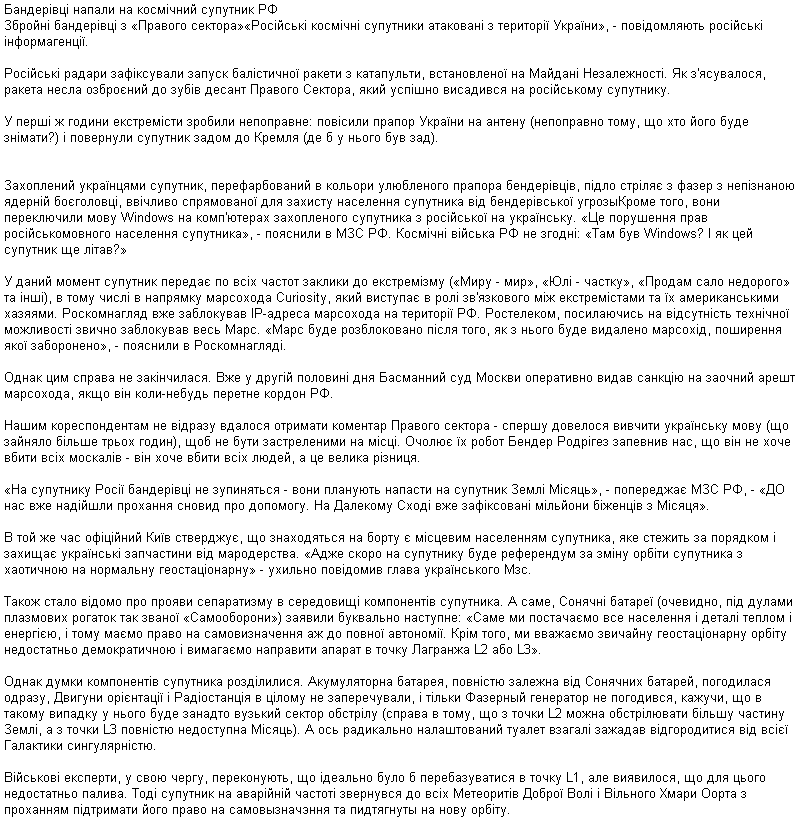 Бандерівці напали на космічний супутник РФ
Збройні бандерівці з «Правого сектора»«Російські космічні супутники атаковані з території України», - повідомляють російські
інформагенції.
Російські радари зафіксували запуск балістичної ракети з катапульти, встановленої на Майдані Незалежності. Як з'ясувалося,
ракета несла озброєний до зубів десант Правого Сектора, який успішно висадився на російському супутнику.
У перші ж години екстремісти зробили непоправне: повісили прапор України на антену (непоправно тому, що хто його буде
знімати?) і повернули супутник задом до Кремля (де б у нього був зад).
Захоплений українцями супутник, перефарбований в кольори улюбленого прапора бендерівців, підло стріляє з фазер з непізнаною
ядерній боєголовці, ввічливо спрямованої для захисту населення супутника від бендерівської угрозыКроме того, вони
переключили мову Windows на комп'ютерах захопленого супутника з російської на українську. «Це порушення прав
російськомовного населення супутника», - пояснили в МЗС РФ. Космічні війська РФ не згодні: «Там був Windows? І як цей
супутник ще літав?»
У даний момент супутник передає по всіх частот заклики до екстремізму («Миру - мир», «Юлі - частку», «Продам сало недорого»
та інші), в тому числі в напрямку марсохода Curiosity, який виступає в ролі зв'язкового між екстремістами та їх американськими
хазяями. Роскомнагляд вже заблокував IP-адреса марсохода на території РФ. Ростелеком, посилаючись на відсутність технічної
можливості звично заблокував весь Марс. «Марс буде розблоковано після того, як з нього буде видалено марсохід, поширення
якої заборонено», - пояснили в Роскомнагляді.
Однак цим справа не закінчилася. Вже у другій половині дня Басманний суд Москви оперативно видав санкцію на заочний арешт
марсохода, якщо він коли-небудь перетне кордон РФ.
Нашим кореспондентам не відразу вдалося отримати коментар Правого сектора - спершу довелося вивчити українську мову (що
зайняло більше трьох годин), щоб не бути застреленими на місці. Очолює їх робот Бендер Родрігез запевнив нас, що він не хоче
вбити всіх москалів - він хоче вбити всіх людей, а це велика різниця.
«На супутнику Росії бандерівці не зупиняться - вони планують напасти на супутник Землі Місяць», - попереджає МЗС РФ, - «ДО
нас вже надійшли прохання сновид про допомогу. На Далекому Сході вже зафіксовані мільйони біженців з Місяця».
В той же час офіційний Київ стверджує, що знаходяться на борту є місцевим населенням супутника, яке стежить за порядком і
захищає українські запчастини від мародерства. «Адже скоро на супутнику буде референдум за зміну орбіти супутника з
хаотичною на нормальну геостаціонарну» - ухильно повідомив глава українського Мзс.
Також стало відомо про прояви сепаратизму в середовищі компонентів супутника. А саме, Сонячні батареї (очевидно, під дулами
плазмових рогаток так званої «Самооборони») заявили буквально наступне: «Саме ми постачаємо все населення і деталі теплом і
енергією, і тому маємо право на самовизначення аж до повної автономії. Крім того, ми вважаємо звичайну геостаціонарну орбіту
недостатньо демократичною і вимагаємо направити апарат в точку Лагранжа L2 або L3».
Однак думки компонентів супутника розділилися. Акумуляторна батарея, повністю залежна від Сонячних батарей, погодилася
одразу, Двигуни орієнтації і Радіостанція в цілому не заперечували, і тільки Фазерный генератор не погодився, кажучи, що в
такому випадку у нього буде занадто вузький сектор обстрілу (справа в тому, що з точки L2 можна обстрілювати більшу частину
Землі, а з точки L3 повністю недоступна Місяць). А ось радикально налаштований туалет взагалі зажадав відгородитися від всієї
Галактики сингулярністю.
Військові експерти, у свою чергу, переконують, що ідеально було б перебазуватися в точку L1, але виявилося, що для цього
недостатньо палива. Тоді супутник на аварійній частоті звернувся до всіх Метеоритів Доброї Волі і Вільного Хмари Оорта з
проханням підтримати його право на самовызначэння та пидтягнуты на нову орбіту.